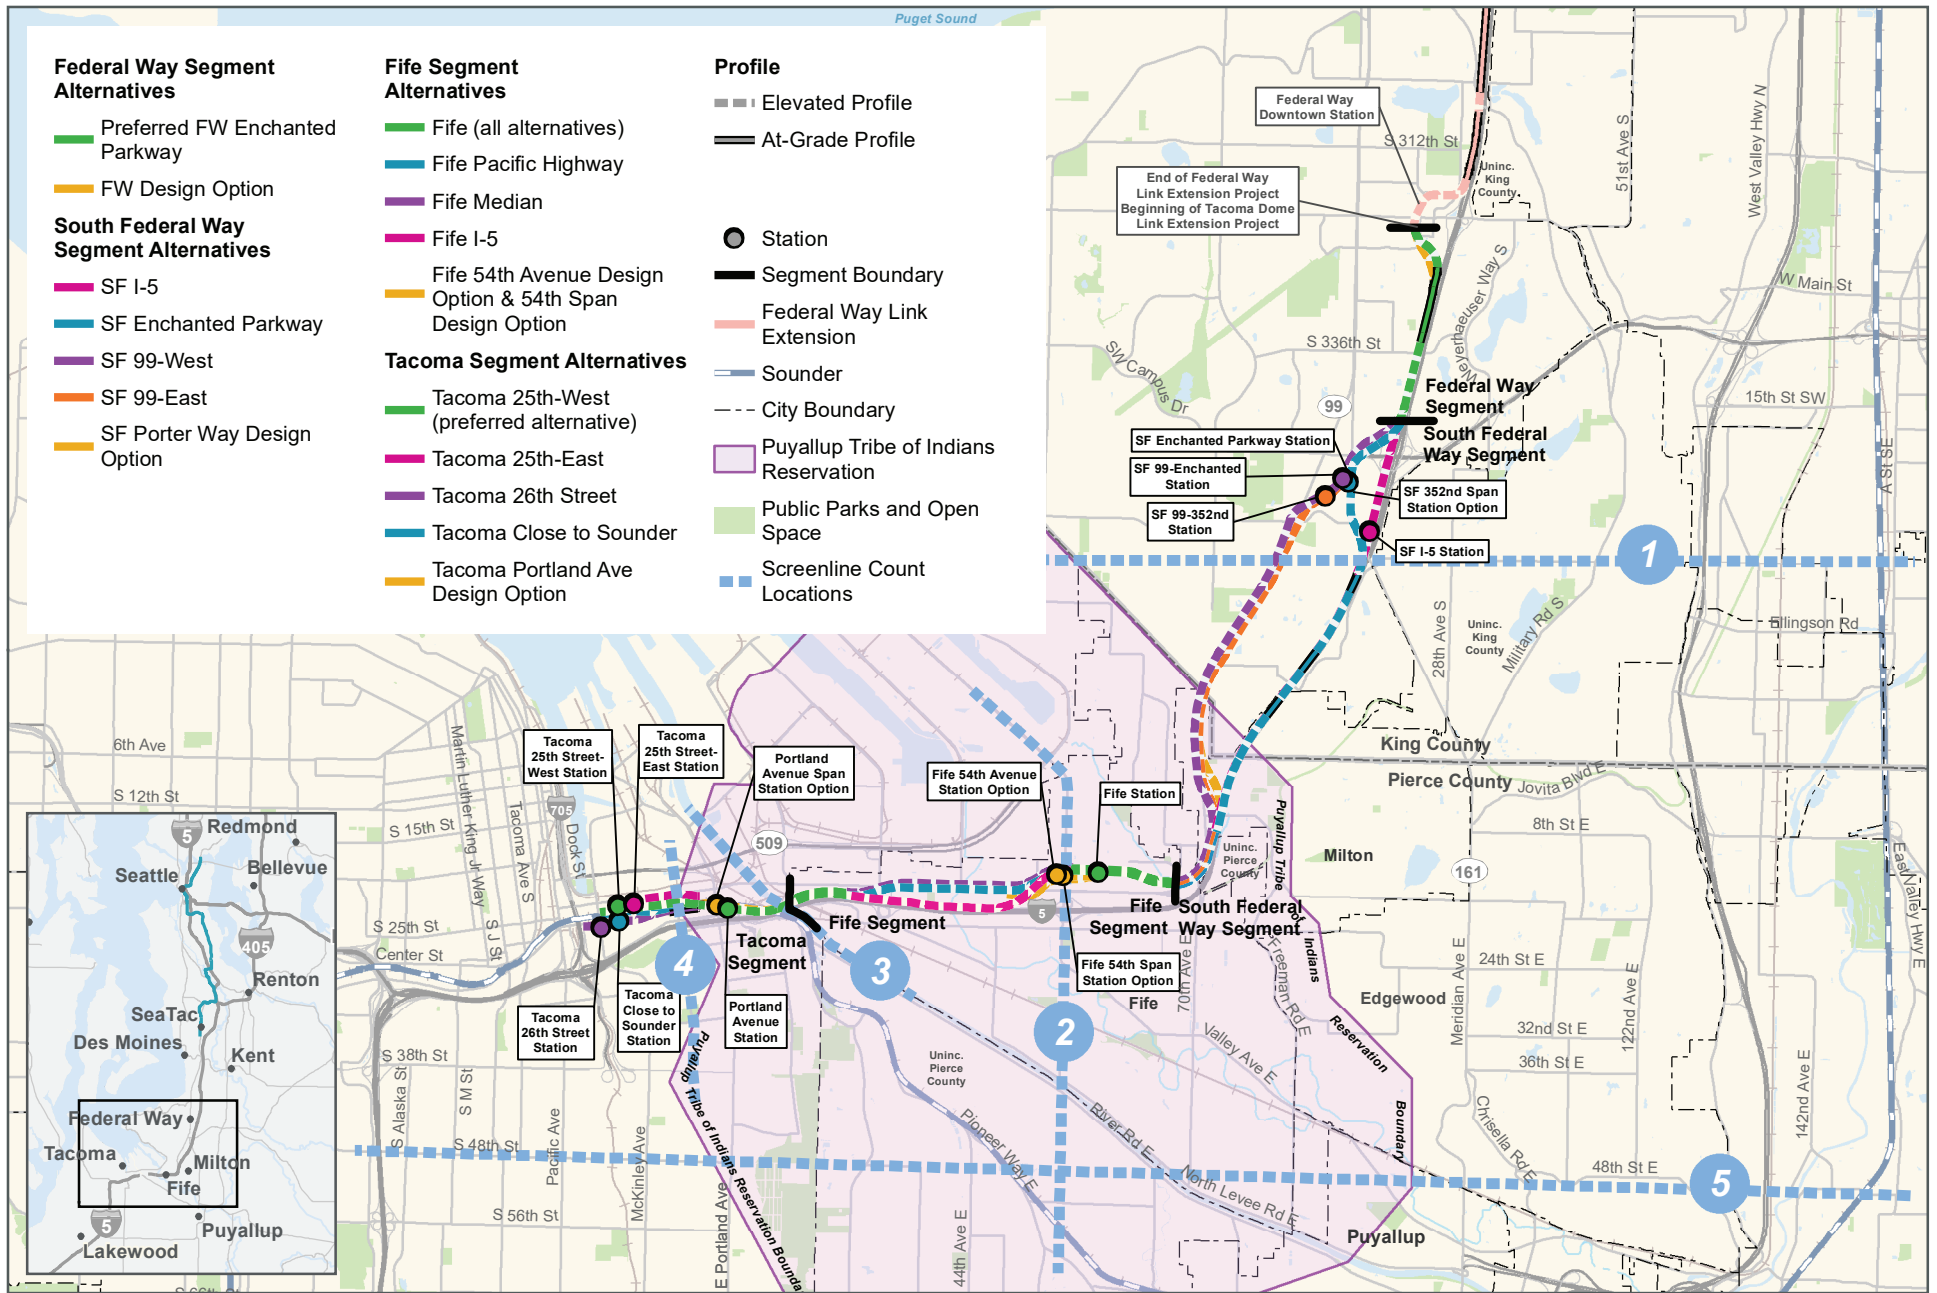 Puget Sound
Federal Way Segment
Alternatives
Preferred FW Enchanted
Parkway
FW Design Option
South Federal Way
Segment Alternatives
SF I-5
SF Enchanted Parkway
SF 99-West
SF 99-East
SF Porter Way Design
Option
Fife Segment
Alternatives
Fife (all alternatives)
Fife Pacific Highway
Fife Median
Fife I-5
Fife 54th Avenue Design
Option & 54th Span
Design Option
Tacoma Segment Alternatives
Tacoma 25th-West
(preferred alternative)
Tacoma 25th-East
Tacoma 26th Street
Tacoma Close to Sounder
Tacoma Portland Ave
Design Option
Profile
Elevated Profile
At-Grade Profile
Station
Segment Boundary
Federal Way Link
Extension
Sounder
City Boundary
Puyallup Tribe of Indians
Reservation
Public Parks and Open
Space
Screenline Count
Locations
Federal Way
Downtown Station
S 312th St
End of Federal Way
Link Extension Project
Beginning of Tacoma Dome
Link Extension Project
Uninc.
King
County
51st Ave S
West Valley Hwy N
W Main St
Weyerhaeuser Way S
S 336th St
SW Campus Dr
99
Federal Way
Segment
South Federal
Way Segment
15th St SW
A St SE
SF Enchanted Parkway Station
SF 99-Enchanted
Station
SF 99-352nd
Station
SF 352nd Span
Station Option
SF I-5 Station
1
28th Ave S
Uninc.
King
County
Military Rd S
Ellingson Rd
King County
Pierce County
Jovita Blvd E
8th St E
Milton
161
East Valley Hwy E
6th Ave
S 12th St
S 15th St
Martin Luther King Jr Way
Tacoma Ave S
705
Dock St
S J St
S 25th St
Center St
Tacoma
25th Street-
West Station
Tacoma
25th Street-
East Station
Portland
Avenue Span
Station Option
509
Fife 54th Avenue
Station Option
Fife Station
Uninc.
Pierce
County
Puyallup Tribe of Indians Reservation Boundary
5
Fife Segment
Fife
Segment
South Federal
Way Segment
Tacoma
Segment
4
3
Fife 54th Span
Station Option
Fife
70th Ave E
Freeman Rd E
Edgewood
Meridian Ave E
24th St E
32nd St E
36th St E
122nd Ave E
142nd Ave E
Tacoma
26th Street
Station
Tacoma
Close to
Sounder
Station
Portland
Avenue
Station
2
Valley Ave E
Uninc.
Pierce
County
Puyallup Tribe of Indians Reservation Bounda
S 38th St
S Alaska St
S M St
Pacific Ave
McKinley Ave
S 48th St
S 56th St
E Portland Ave
44th Ave E
Pioneer Way E
River Rd E
North Levee Rd E
Chrisella Rd E
48th St E
5
Puyallup
5
Redmond
Seattle
Bellevue
405
Renton
SeaTac
Des Moines
Kent
Federal Way
Tacoma
Milton
Fife
5
Puyallup
Lakewood